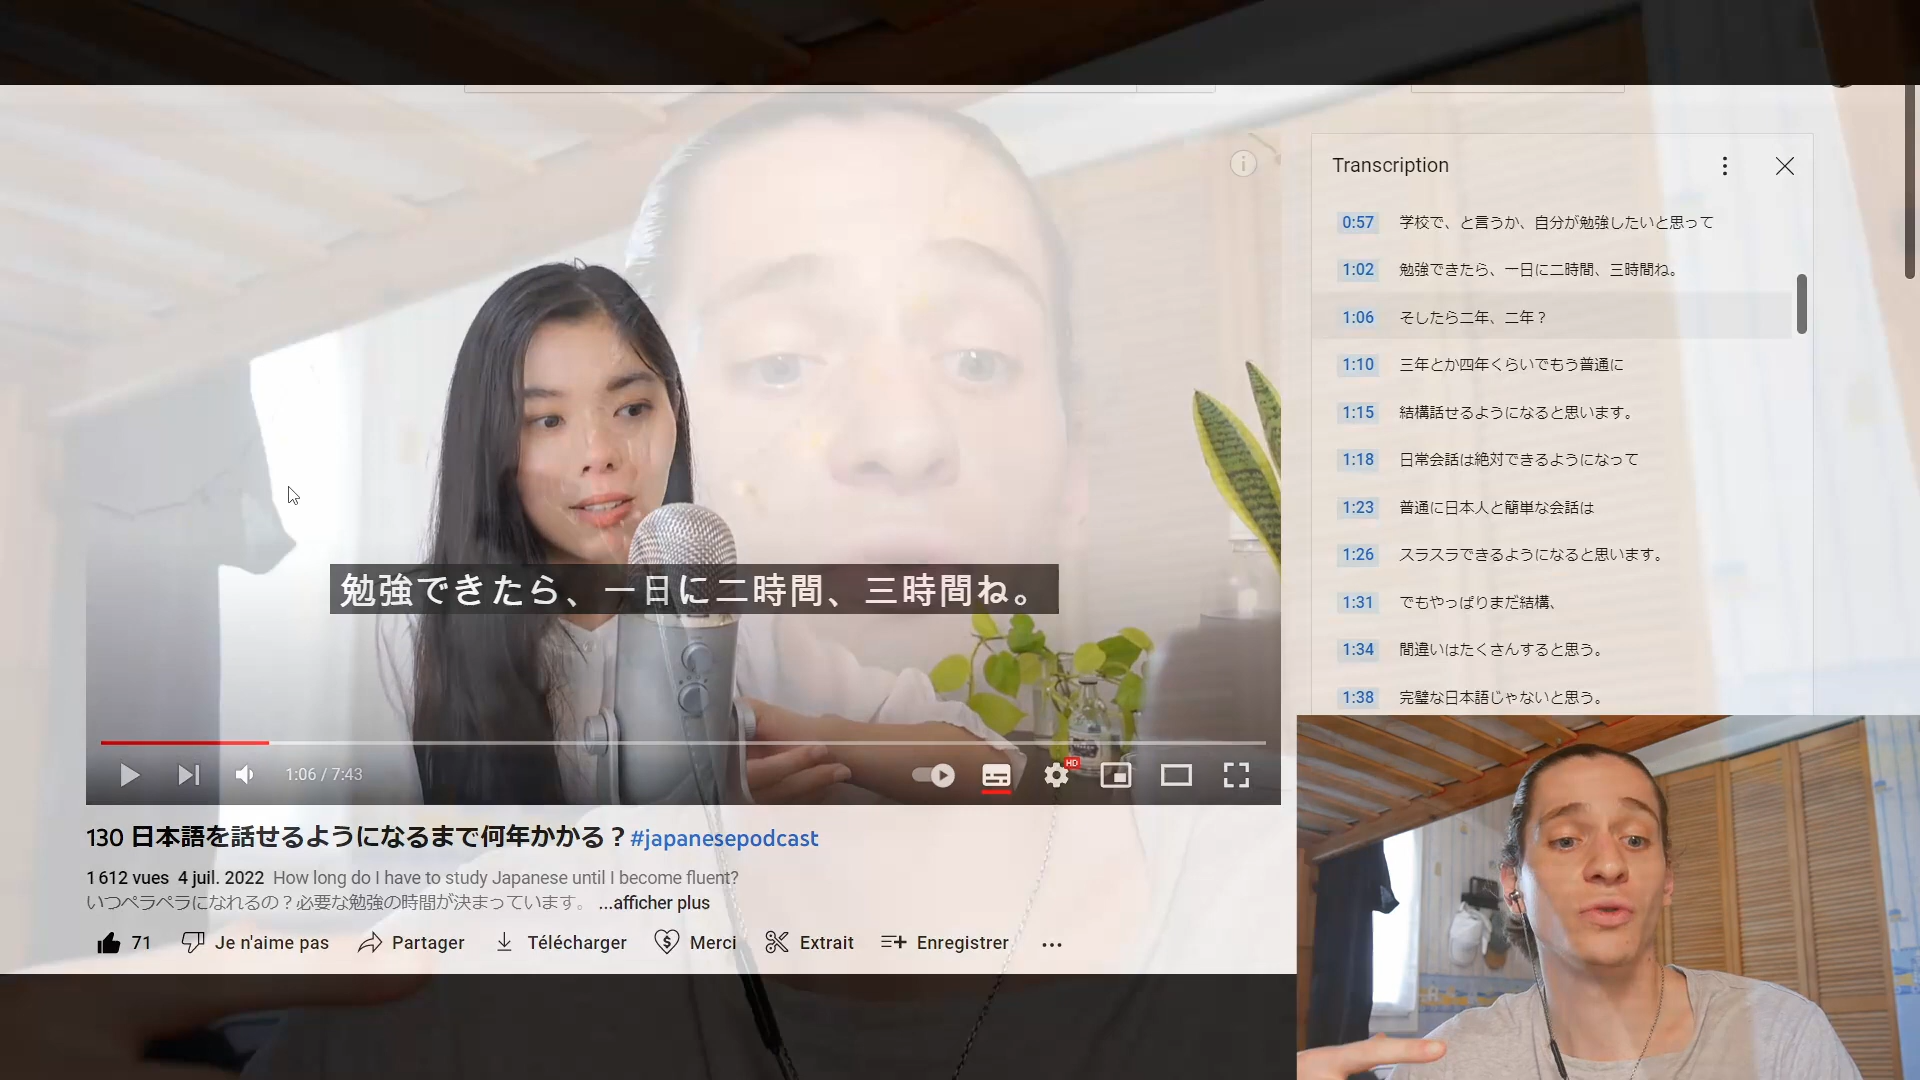 勉強できたら、一日に二時間、三時間ね。
1:06 / 7:43
HD
130 日本語を話せるようになるまで何年かかる？#japanesepodcast
1 612 vues 4 juil. 2022 How long do I have to study Japanese until I become fluent?
いつペラペラになれるの？必要な勉強の時間が決まっています。 ...afficher plus
71 Je n'aime pas Partager Télécharger Merci Extrait Enregistrer
Transcription
0:57 学校で、と言うか、自分が勉強したいと思って
1:02 勉強できたら、一日に二時間、三時間ね。
1:06 そしたら二年、二年？
1:10 三年とか四年くらいでもう普通に
1:15 結構話せるようになると思います。
1:18 日常会話は絶対できるようになって
1:23 普通に日本人と簡単な会話は
1:26 スラスラできるようになると思います。
1:31 でもやっぱりまだ結構、
1:34 間違いはたくさんすると思う。
1:38 完璧な日本語じゃないと思う。